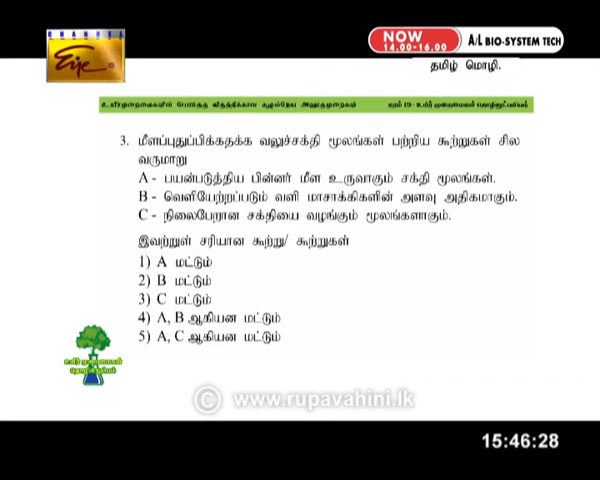 CHANNEL
Eye
NOW
14.00-16.00
A/L BIO-SYSTEM TECH
தமிழ் மொழி.
3. மீளப்புதுப்பிக்கதக்க வலுச்சக்தி மூலங்கள் பற்றிய கூற்றுகள் சில
வருமாறு
A - பயன்படுத்திய பின்னர் மீள உருவாகும் சக்தி மூலங்கள்.
B - வெளியேற்றப்படும் வளி மாசாக்கிகளின் அளவு அதிகமாகும்.
C - நிலைபேறான சக்தியை வழங்கும் மூலங்களாகும்.
இவற்றுள் சரியான கூற்று/ கூற்றுகள்
1) A மட்டும்
2) B மட்டும்
3) C மட்டும்
4) A, B ஆகியன மட்டும்
5) A, C ஆகியன மட்டும்
© www.rupavahini.lk
15:46:28